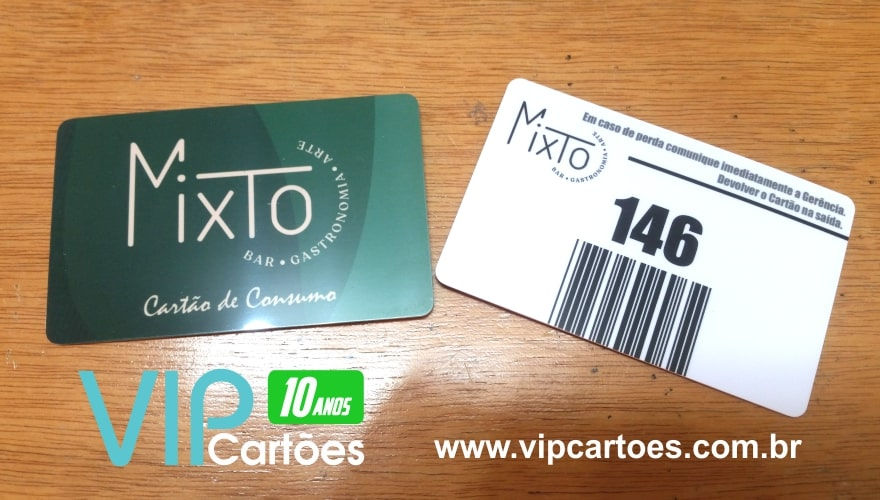 MixTo
BAR • GASTRONOMIA • ARTE
Cartão de Consumo
MixTo
BAR • GASTRONOMIA • ARTE
Em caso de perda comunique imediatamente a Gerência.
Devolver o Cartão na saída.
146
VIP Cartões
10 ANOS
www.vipcartoes.com.br